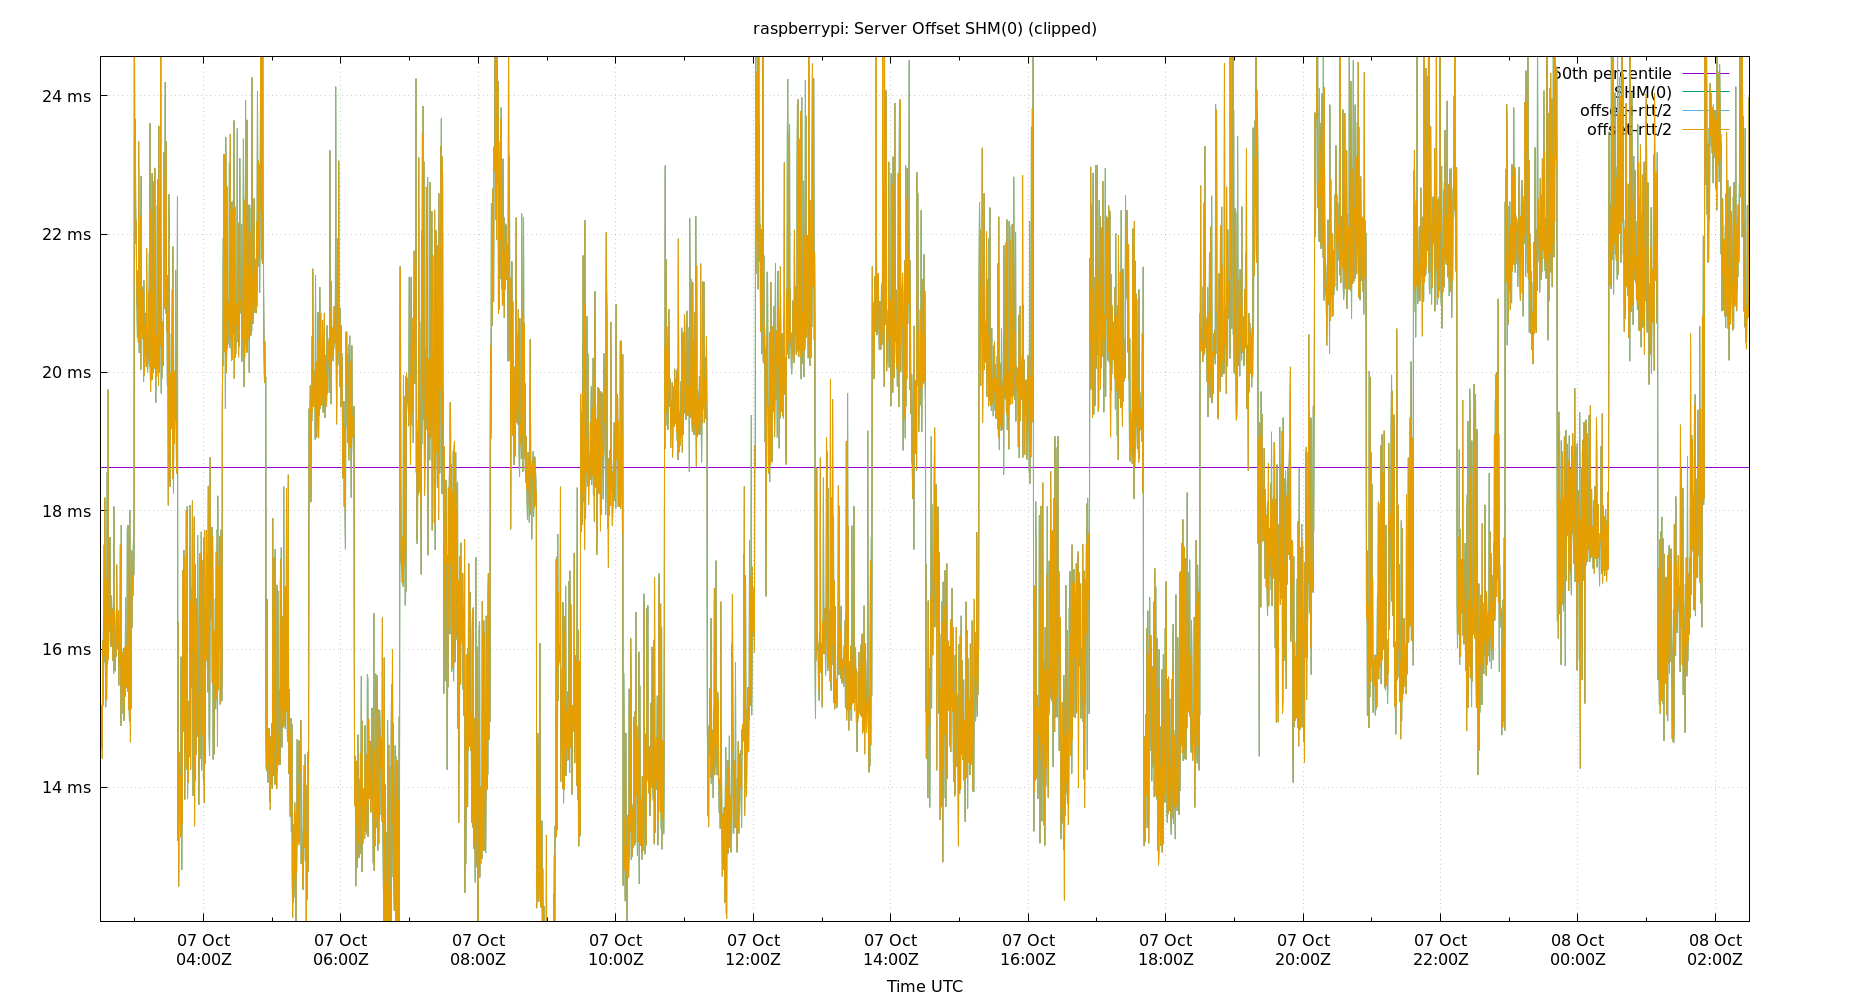 raspberrypi: Server Offset SHM(0) (clipped)
50th percentile
SHM(0)
offset+rtt/2
offset-rtt/2
24 ms
22 ms
20 ms
18 ms
16 ms
14 ms
07 Oct 07 Oct 07 Oct 07 Oct 07 Oct 07 Oct 07 Oct 07 Oct 07 Oct 07 Oct 08 Oct 08 Oct
04:00Z 06:00Z 08:00Z 10:00Z 12:00Z 14:00Z 16:00Z 18:00Z 20:00Z 22:00Z 00:00Z 02:00Z
Time UTC